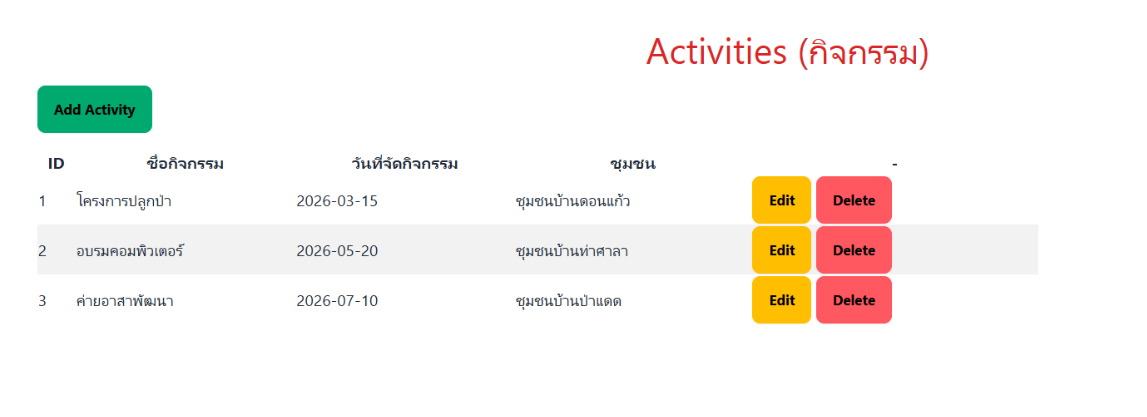 Activities (กิจกรรม)
Add Activity
ID ชื่อกิจกรรม วันที่จัดกิจกรรม ชุมชน -
1 โครงการปลูกป่า 2026-03-15 ชุมชนบ้านดอนแก้ว Edit Delete
2 อบรมคอมพิวเตอร์ 2026-05-20 ชุมชนบ้านท่าศาลา Edit Delete
3 ค่ายอาสาพัฒนา 2026-07-10 ชุมชนบ้านป่าแดด Edit Delete